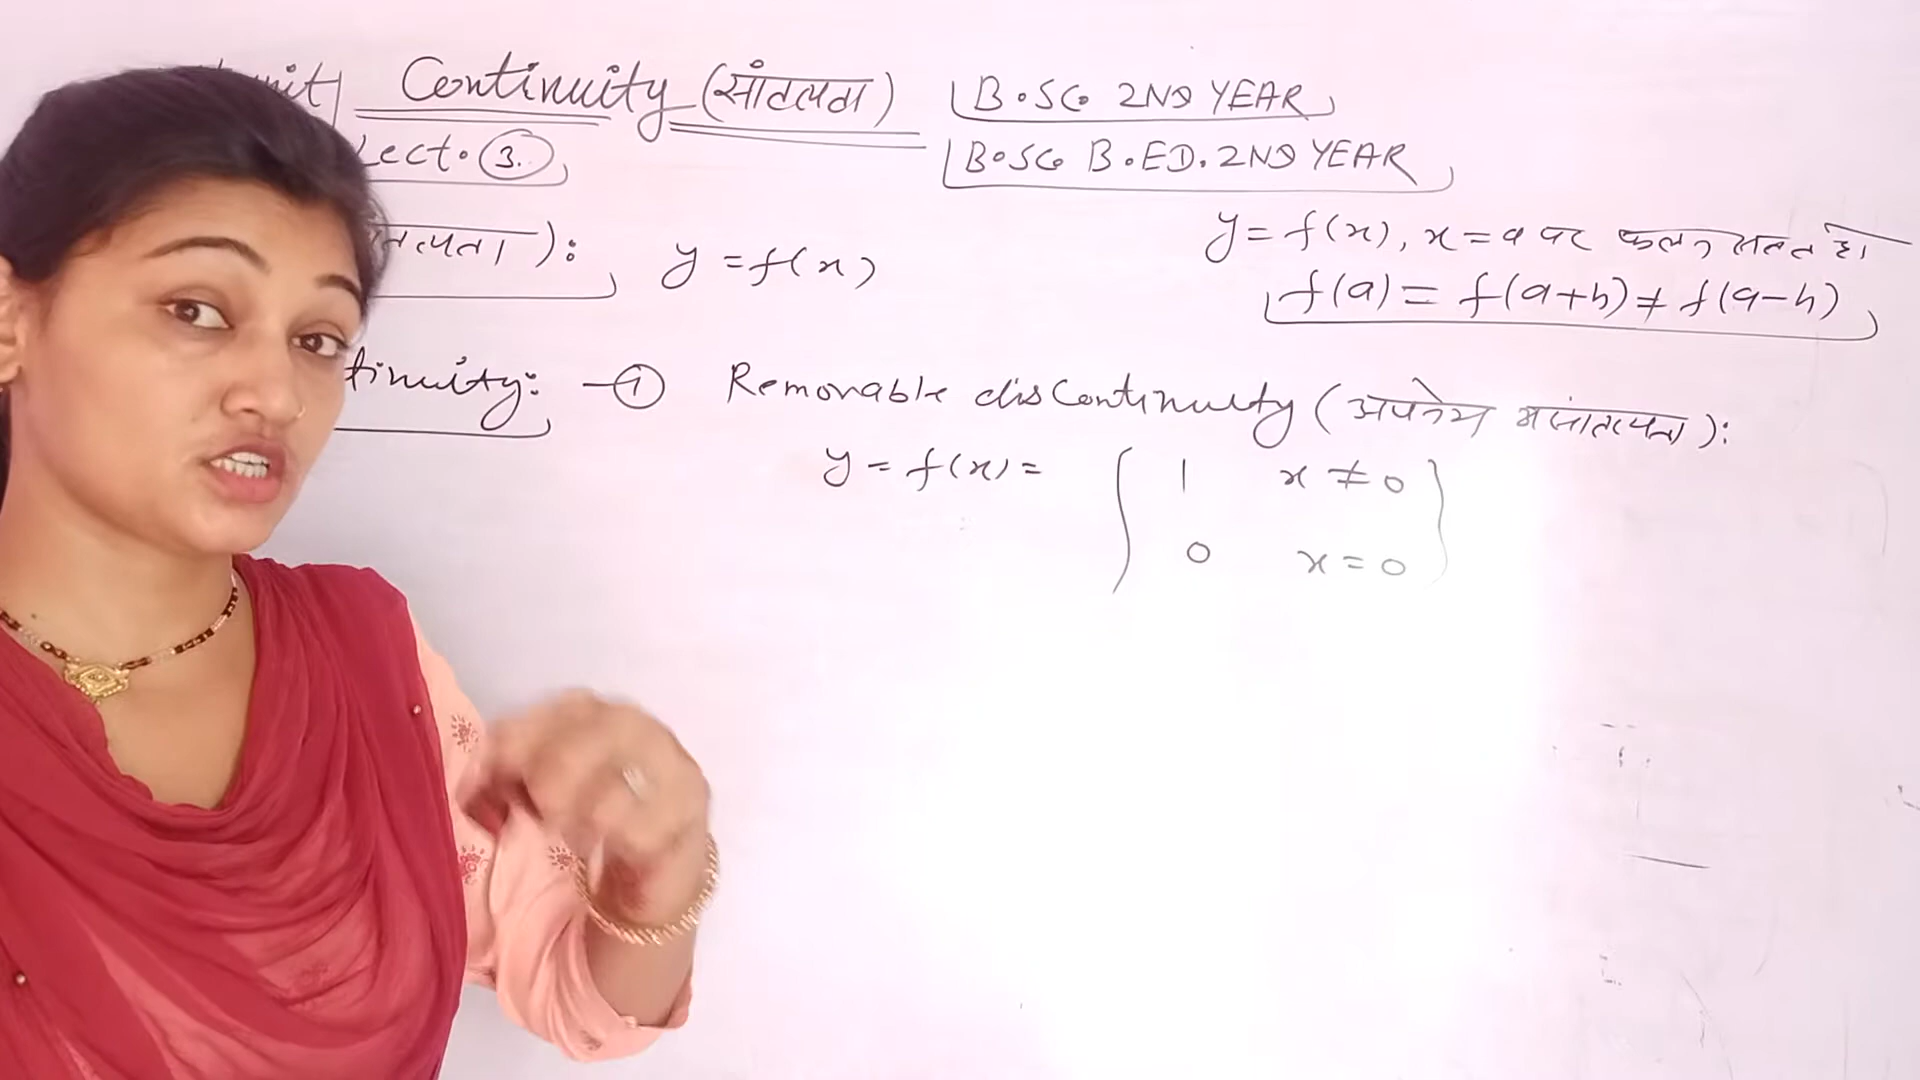 Continuity (सांतत्यता) B.SC. 2ND YEAR
Lect. 3. B.SC. B.ED. 2ND YEAR
): y = f(x) y = f(x), x = a पर फलन सतत है।
f(a) = f(a+h) ≠ f(a-h)
tinuity: - 1 Removable discontinuity (अपनेय असांतत्यता):
y = f(x) = { 1 x ≠ 0
0 x = 0 }